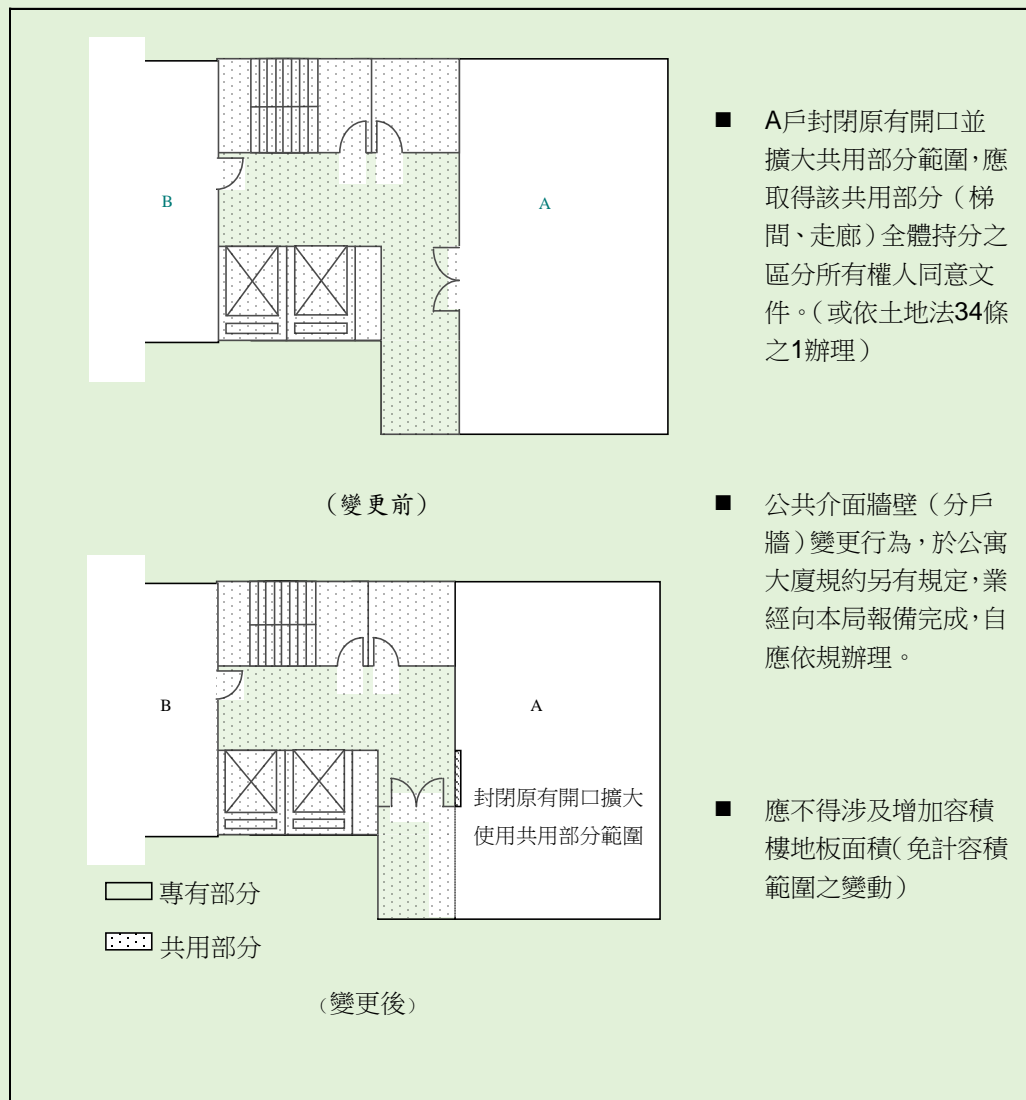 B
A
(變更前)
B
A
封閉原有開口擴大
使用共用部分範圍
專有部分
共用部分
(變更後)
■ A戶封閉原有開口並
擴大共用部分範圍,應
取得該共用部分(梯
間、走廊)全體持分之
區分所有權人同意文
件。(或依土地法34條
之1辦理)
■ 公共介面牆壁(分戶
牆)變更行為,於公寓
大廈規約另有規定,業
經向本局報備完成,自
應依規辦理。
■ 應不得涉及增加容積
樓地板面積(免計容積
範圍之變動)